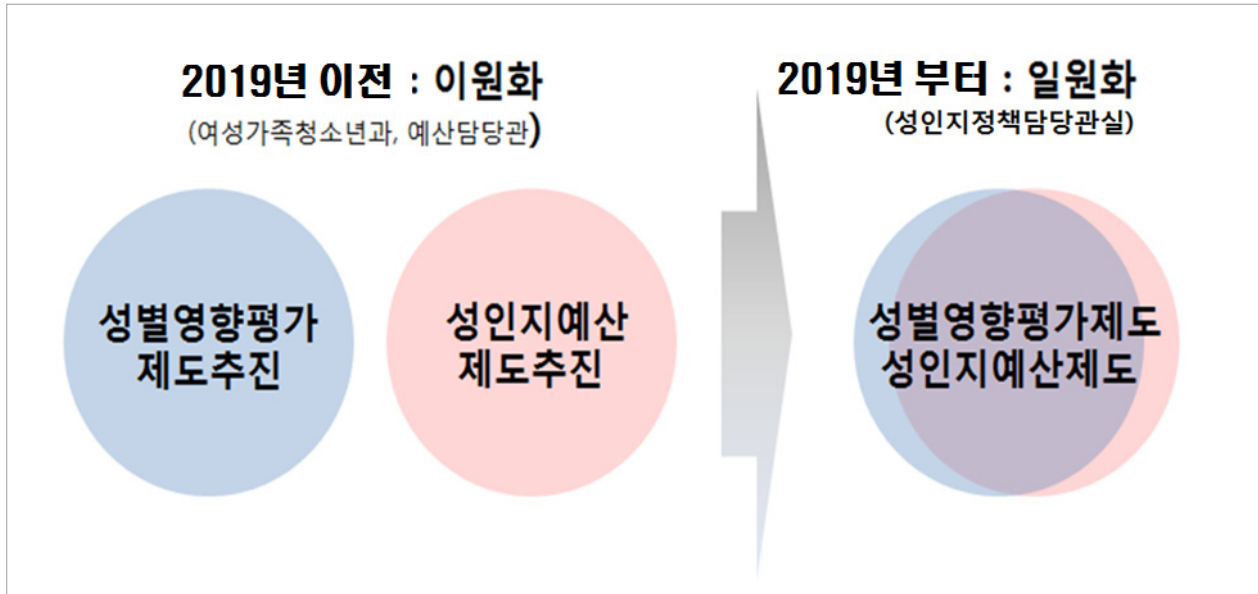 2019년 이전 : 이원화
(여성가족청소년과, 예산담당관)
성별영향평가
제도추진
성인지예산
제도추진
2019년 부터 : 일원화
(성인지정책담당관실)
성별영향평가제도
성인지예산제도